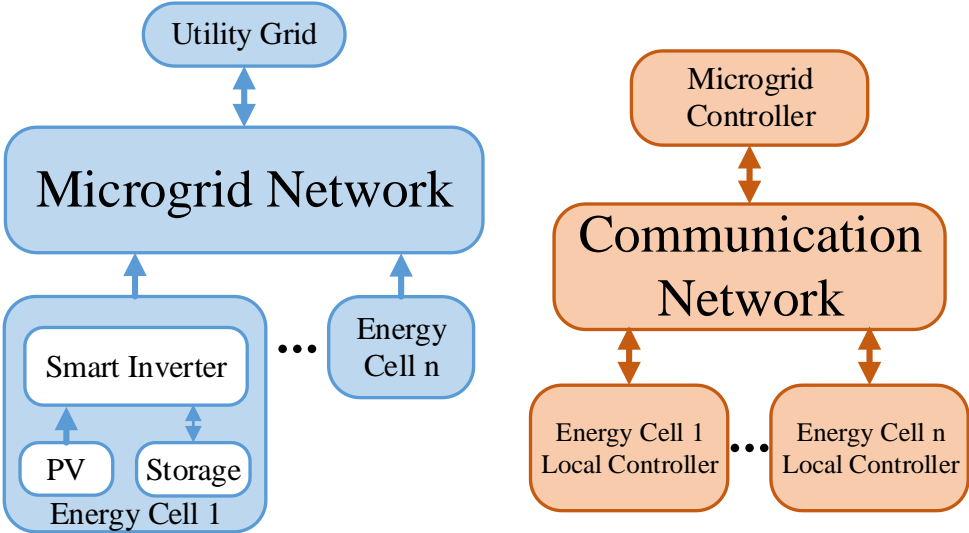 Utility Grid
Microgrid Network
Smart Inverter
PV
Storage
Energy Cell 1
...
Energy
Cell n
Microgrid
Controller
Communication
Network
Energy Cell 1
Local Controller
...
Energy Cell n
Local Controller